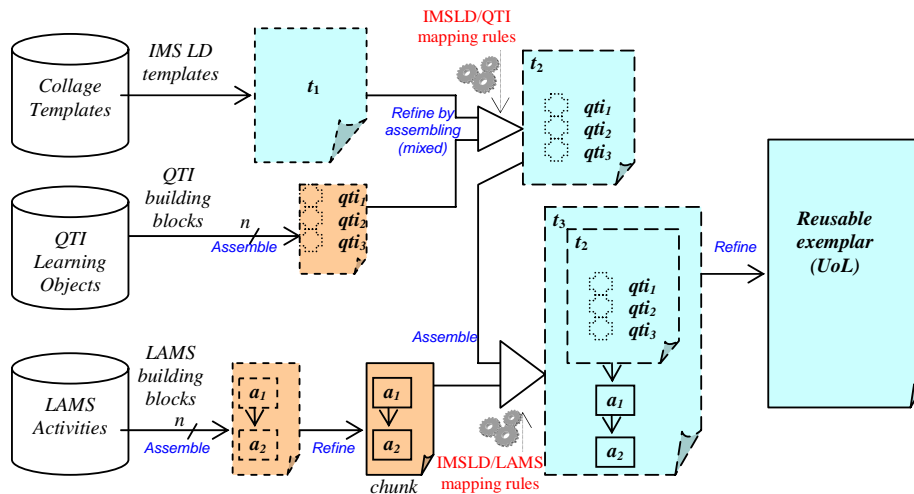 Collage
Templates
IMS LD
templates
t1
IMSLD/QTI
mapping rules
Refine by
assembling
(mixed)
t2
qti1
qti2
qti3
QTI
Learning
Objects
QTI
building
blocks
n
Assemble
qti1
qti2
qti3
Assemble
t3
t2
qti1
qti2
qti3
a1
a2
Refine
Reusable
exemplar
(UoL)
LAMS
Activities
LAMS
building
blocks
n
Assemble
a1
a2
Refine
a1
a2
chunk
IMSLD/LAMS
mapping rules